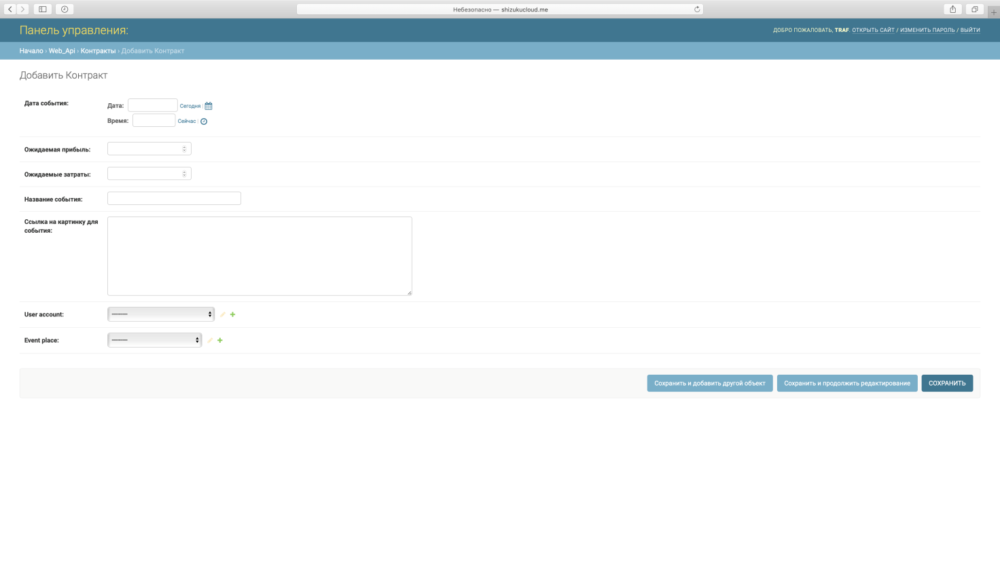 Небезопасно — shizukucloud.me
Панель управления:
ДОБРО ПОЖАЛОВАТЬ, TRAF. ОТКРЫТЬ САЙТ / ИЗМЕНИТЬ ПАРОЛЬ / ВЫЙТИ
Начало › Web_Api › Контракты › Добавить Контракт
Добавить Контракт
Дата события:
Дата: Сегодня |
Время: Сейчас |
Ожидаемая прибыль:
Ожидаемые затраты:
Название события:
Ссылка на картинку для
события:
User account: ---------
Event place: ---------
Сохранить и добавить другой объект
Сохранить и продолжить редактирование
СОХРАНИТЬ